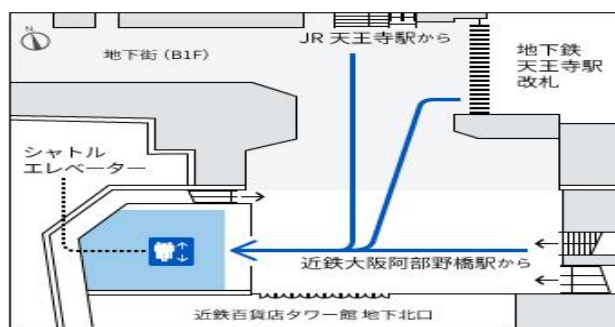 JR 天王寺駅から
地下街 (B1F)
地下鉄
天王寺駅
改札
シャトル
エレベーター
近鉄大阪阿部野橋駅から
近鉄百貨店タワー館 地下北口